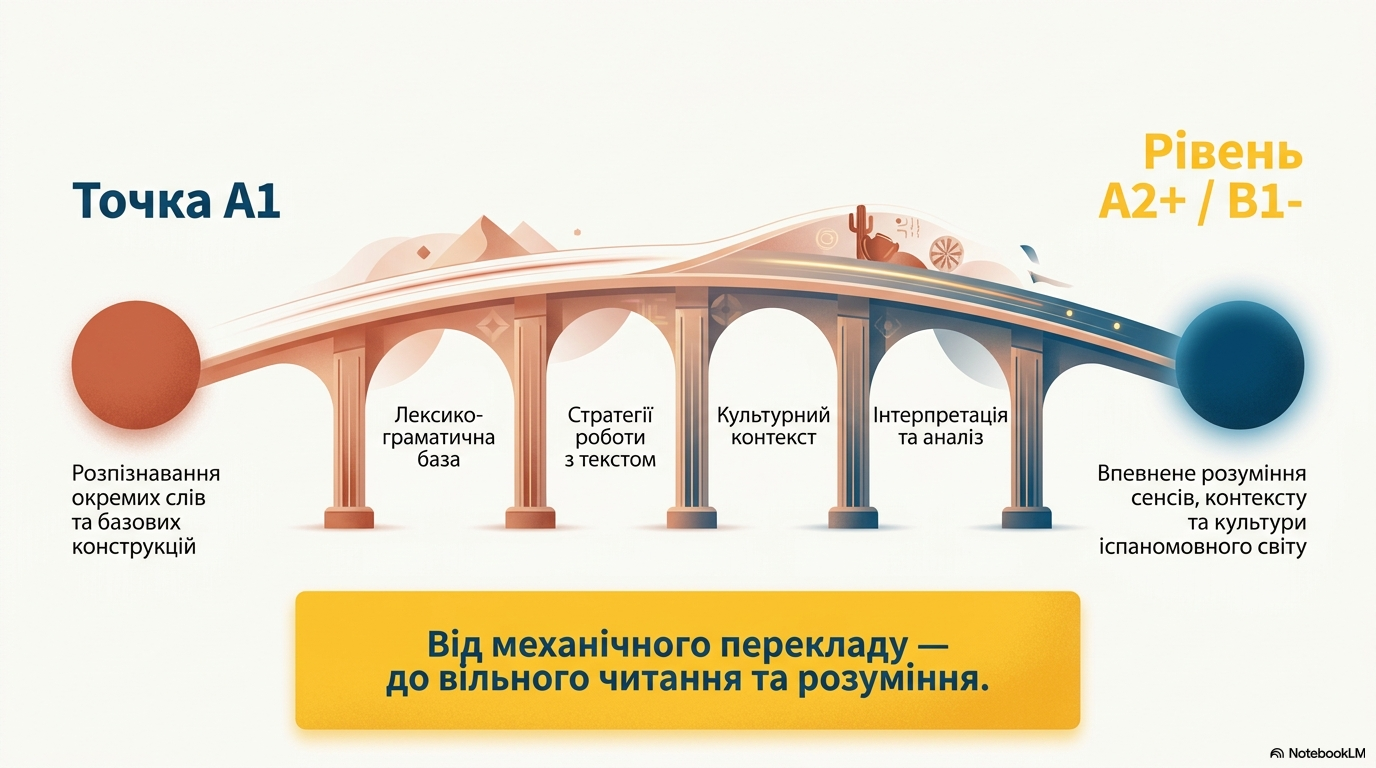 Точка А1
Рівень
А2+ / В1-
Розпізнавання
окремих слів
та базових
конструкцій
Лексико-
граматична
база
Стратегії
роботи
з текстом
Культурний
контекст
Інтерпретація
та аналіз
Впевнене розуміння
сенсів, контексту
та культури
іспаномовного світу
Від механічного перекладу —
до вільного читання та розуміння.
NotebookLM